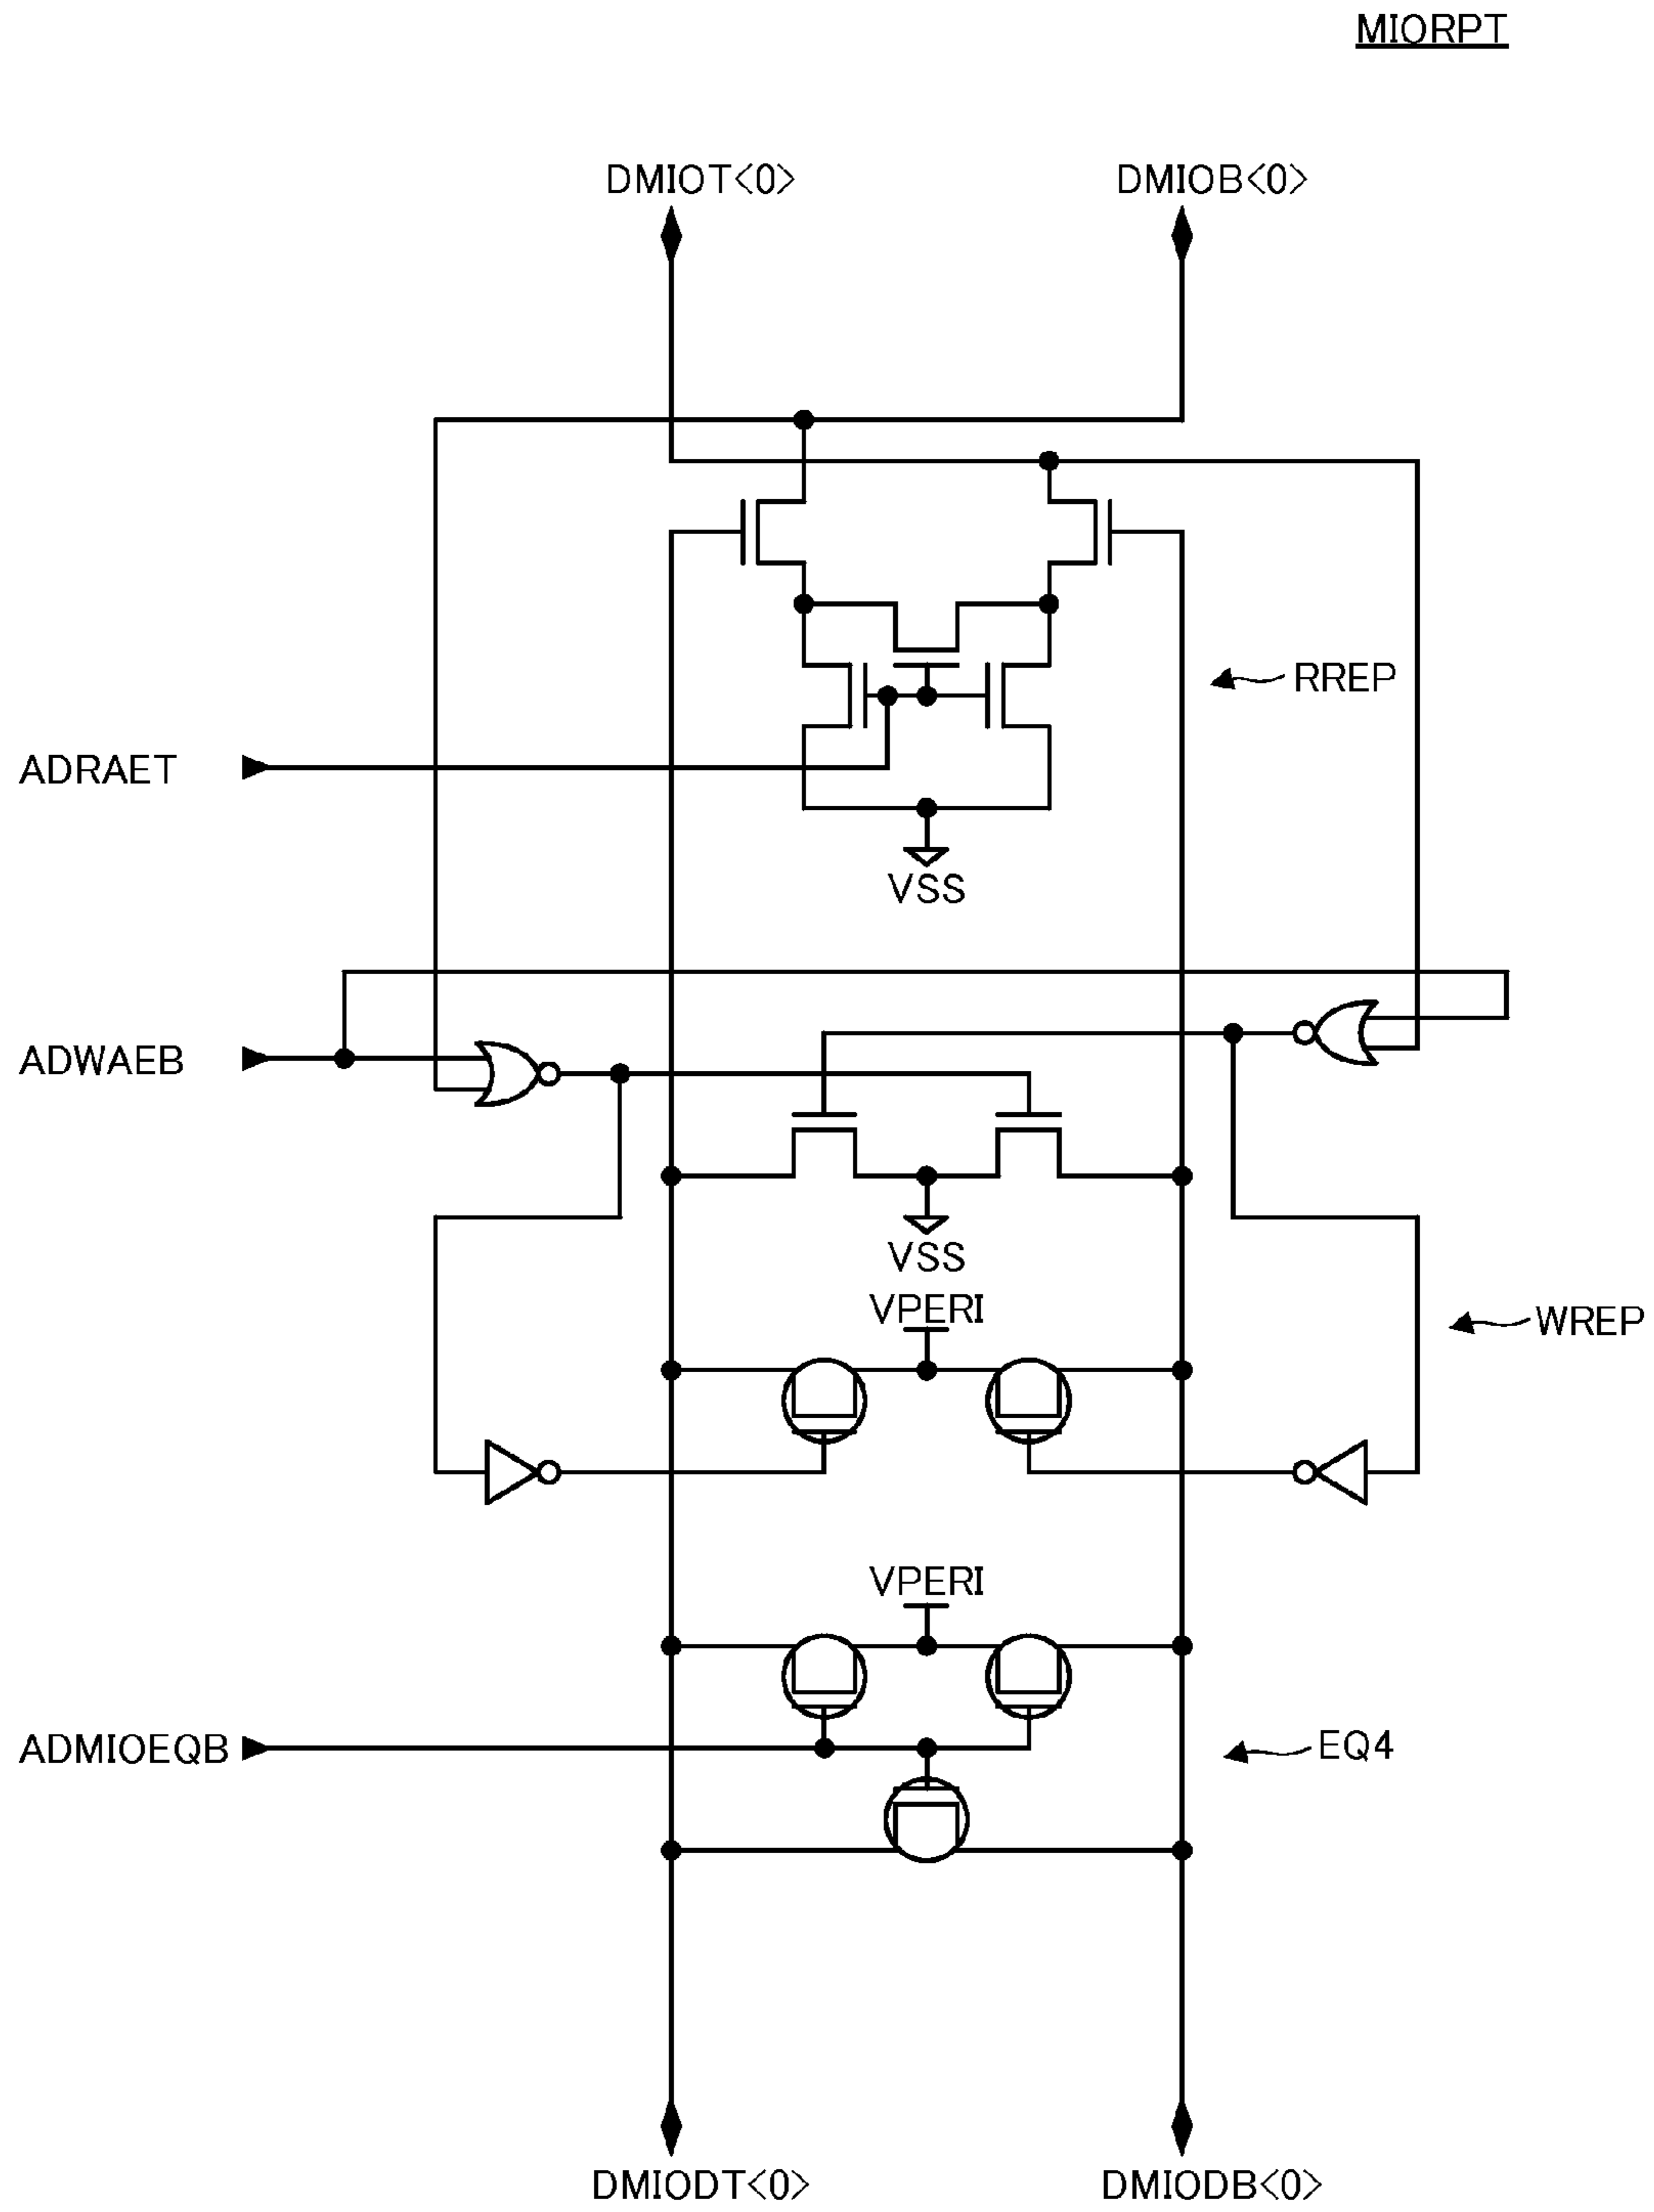 MIORPT
DMIOT<0>
DMIOB<0>
RREP
ADRAET
VSS
ADWAEB
VSS
VPERI
WREP
VPERI
ADMIOEQB
EQ4
DMIODT<0>
DMIODB<0>